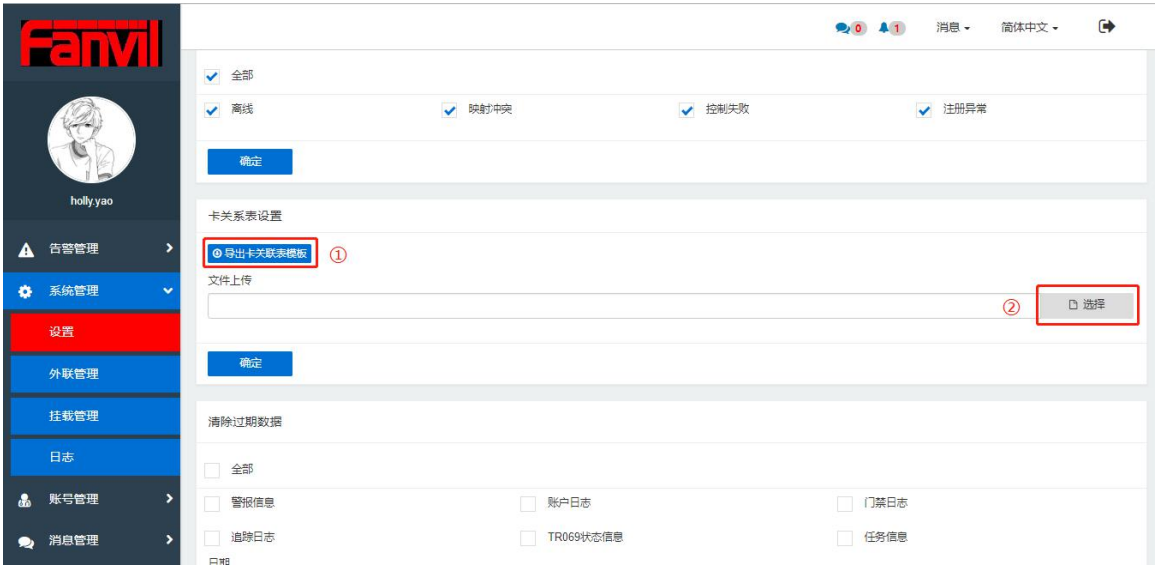 Fanvil
0 1 消息 简体中文
全部
离线 映射冲突 控制失败 注册异常
确定
holly.yao
卡关系表设置
告警管理
导出卡关联表模板 ①
文件上传
系统管理
② 选择
设置
确定
外联管理
挂载管理
清除过期数据
日志
全部
账号管理
警报信息 账户日志 门禁日志
消息管理
追踪日志 TR069状态信息 任务信息
日期